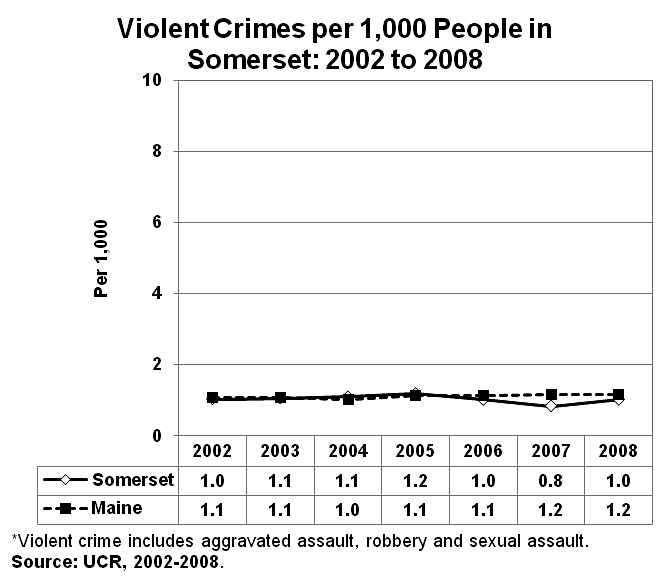 Violent Crimes per 1,000 People in
Somerset: 2002 to 2008
10
8
6
4
2
0
Per 1,000
2002 2003 2004 2005 2006 2007 2008
Somerset 1.0 1.1 1.1 1.2 1.0 0.8 1.0
Maine 1.1 1.1 1.0 1.1 1.1 1.2 1.2
*Violent crime includes aggravated assault, robbery and sexual assault.
Source: UCR, 2002-2008.